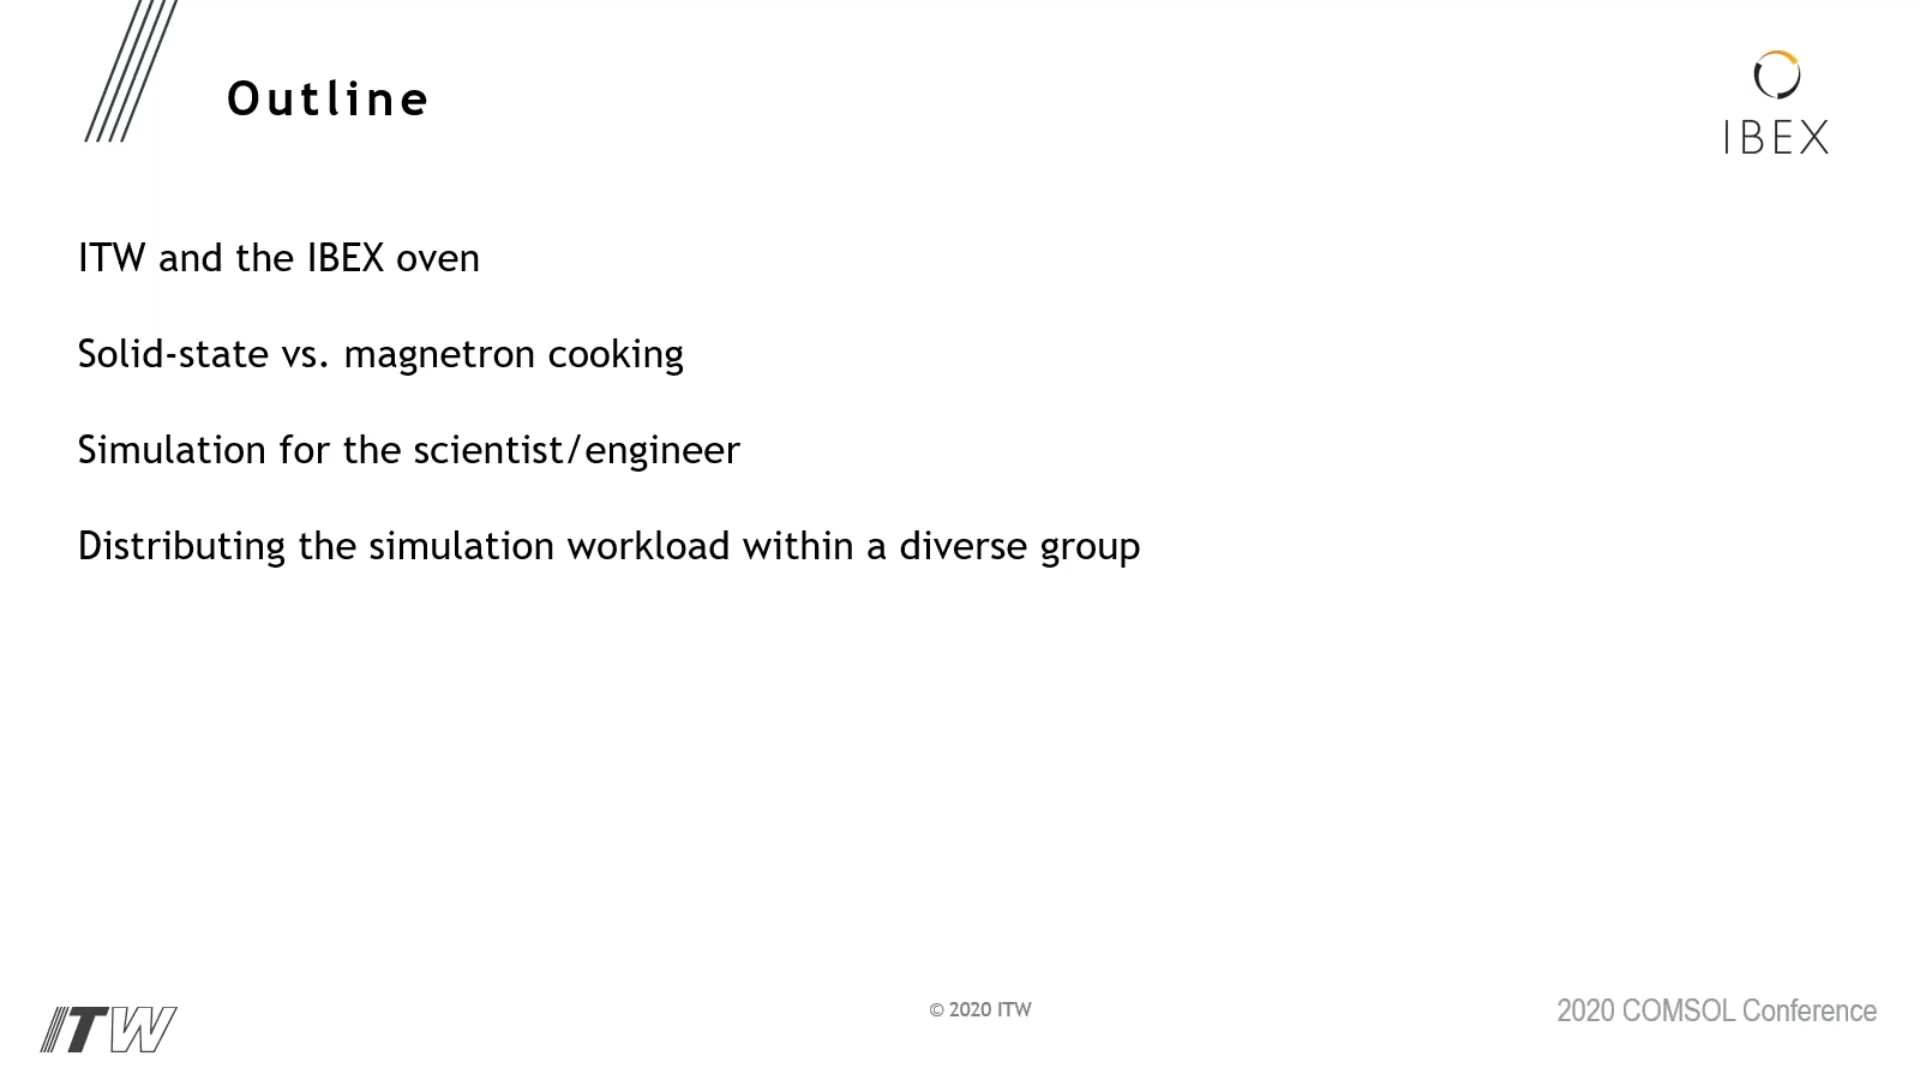 Outline
IBEX
ITW and the IBEX oven
Solid-state vs. magnetron cooking
Simulation for the scientist/engineer
Distributing the simulation workload within a diverse group
ITW
© 2020 ITW
2020 COMSOL Conference